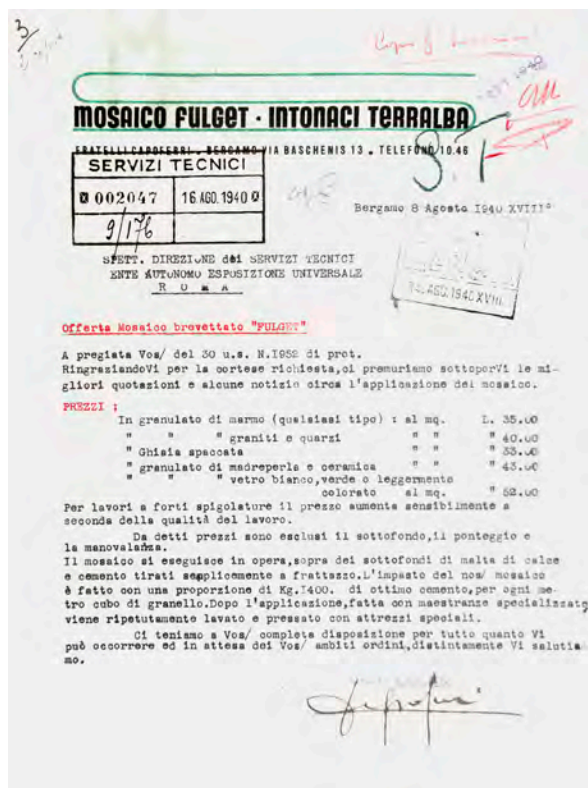 3/
MOSAICO FULGET · INTONACI TERRALBA
FRATELLI CAPOFERRI . BERGAMO VIA BASCHENIS 13 . TELEFONO 10.46
SERVIZI TECNICI
002047 16.AGO.1940
9/176
Bergamo 8 Agosto I940 XVIII°
14.AGO.1940 XVIII.
SPETT. DIREZIONE dei SERVIZI TECNICI
ENTE AUTONOMO ESPOSIZIONE UNIVERSALE
R O M A
Offerta Mosaico brevettato "FULGET"
A pregiata Vos/ del 30 u.s. N.I952 di prot.
RingraziandoVi per la cortese richiesta,ci premuriamo sottoporVi le mi-
gliori quotazioni e alcune notizie circa l'applicazione del mosaico.
PREZZI :
In granulato di marmo (qualsiasi tipo) : al mq. L. 35.00
" " " graniti e quarzi " " " 40.00
" Ghiaia spaccata " " " 33.00
" granulato di madreperla e ceramica " " " 43.00
" " " vetro bianco,verde o leggermente
colorato al mq. " 52.00
Per lavori a forti spigolature il prezzo aumenta sensibilmente a
seconda della qualità del lavoro.
Da detti prezzi sono esclusi il sottofondo,il ponteggio e
la manovalanza.
Il mosaico si eseguisce in opera,sopra dei sottofondi di malta di calce
e cemento tirati semplicemente a frattazzo.L'impasto del nos/ mosaico
è fatto con una proporzione di Kg.I400. di ottimo cemento,per ogni me-
tro cubo di granello.Dopo l'applicazione,fatta con maestranze specializzate
viene ripetutamente lavato e pressato con attrezzi speciali.
Ci teniamo a Vos/ completa disposizione per tutto quanto Vi
può occorrere ed in attesa dei Vos/ ambiti ordini,distintamente Vi salutia
mo.